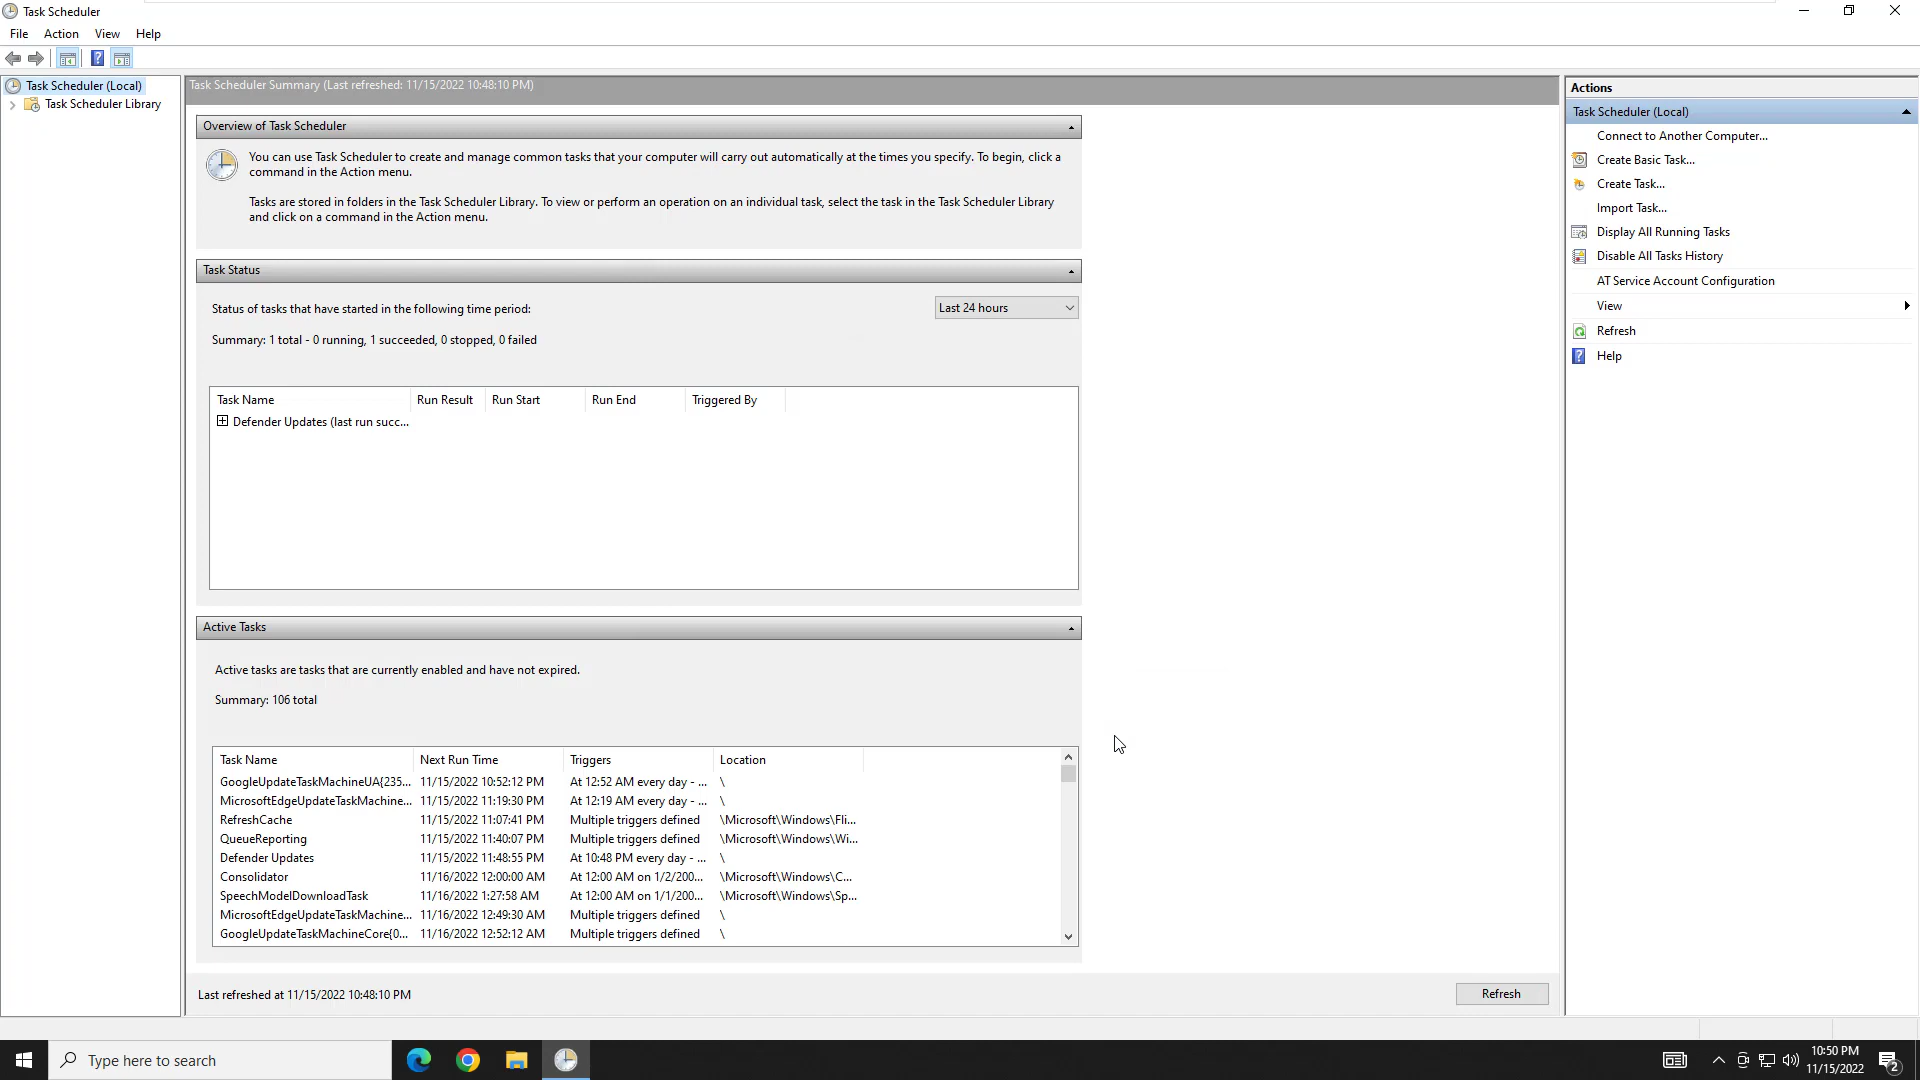 Task Scheduler
File Action View Help
Task Scheduler (Local)
Task Scheduler Library
Task Scheduler Summary (Last refreshed: 11/15/2022 10:48:10 PM)
Overview of Task Scheduler
You can use Task Scheduler to create and manage common tasks that your computer will carry out automatically at the times you specify. To begin, click a
command in the Action menu.
Tasks are stored in folders in the Task Scheduler Library. To view or perform an operation on an individual task, select the task in the Task Scheduler Library
and click on a command in the Action menu.
Task Status
Status of tasks that have started in the following time period:
Last 24 hours
Summary: 1 total - 0 running, 1 succeeded, 0 stopped, 0 failed
Task Name Run Result Run Start Run End Triggered By
Defender Updates (last run succ...
Active Tasks
Active tasks are tasks that are currently enabled and have not expired.
Summary: 106 total
Task Name Next Run Time Triggers Location
GoogleUpdateTaskMachineUA{235... 11/15/2022 10:52:12 PM At 12:52 AM every day - ... \
MicrosoftEdgeUpdateTaskMachine... 11/15/2022 11:19:30 PM At 12:19 AM every day - ... \
RefreshCache 11/15/2022 11:07:41 PM Multiple triggers defined \Microsoft\Windows\Fli...
QueueReporting 11/15/2022 11:40:07 PM Multiple triggers defined \Microsoft\Windows\Wi...
Defender Updates 11/15/2022 11:48:55 PM At 10:48 PM every day - ... \
Consolidator 11/16/2022 12:00:00 AM At 12:00 AM on 1/2/200... \Microsoft\Windows\C...
SpeechModelDownloadTask 11/16/2022 1:27:58 AM At 12:00 AM on 1/1/200... \Microsoft\Windows\Sp...
MicrosoftEdgeUpdateTaskMachine... 11/16/2022 12:49:30 AM Multiple triggers defined \
GoogleUpdateTaskMachineCore{0... 11/16/2022 12:52:12 AM Multiple triggers defined \
Last refreshed at 11/15/2022 10:48:10 PM
Refresh
Actions
Task Scheduler (Local)
Connect to Another Computer...
Create Basic Task...
Create Task...
Import Task...
Display All Running Tasks
Disable All Tasks History
AT Service Account Configuration
View
Refresh
Help
Type here to search
10:50 PM
11/15/2022
2